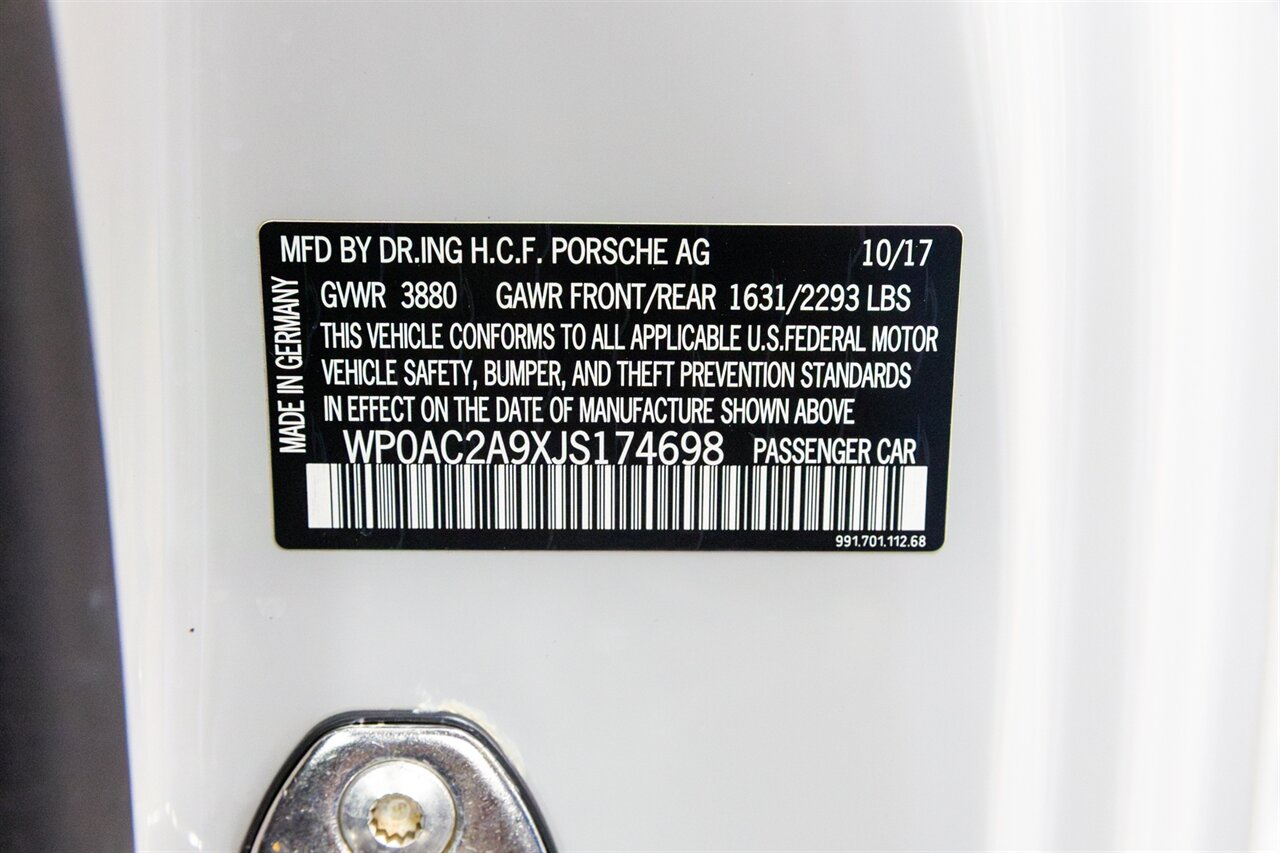 MFD BY DR.ING H.C.F. PORSCHE AG 10/17
MADE IN GERMANY
GVWR 3880 GAWR FRONT/REAR 1631/2293 LBS
THIS VEHICLE CONFORMS TO ALL APPLICABLE U.S.FEDERAL MOTOR
VEHICLE SAFETY, BUMPER, AND THEFT PREVENTION STANDARDS
IN EFFECT ON THE DATE OF MANUFACTURE SHOWN ABOVE
WP0AC2A9XJS174698 PASSENGER CAR
991.701.112.68